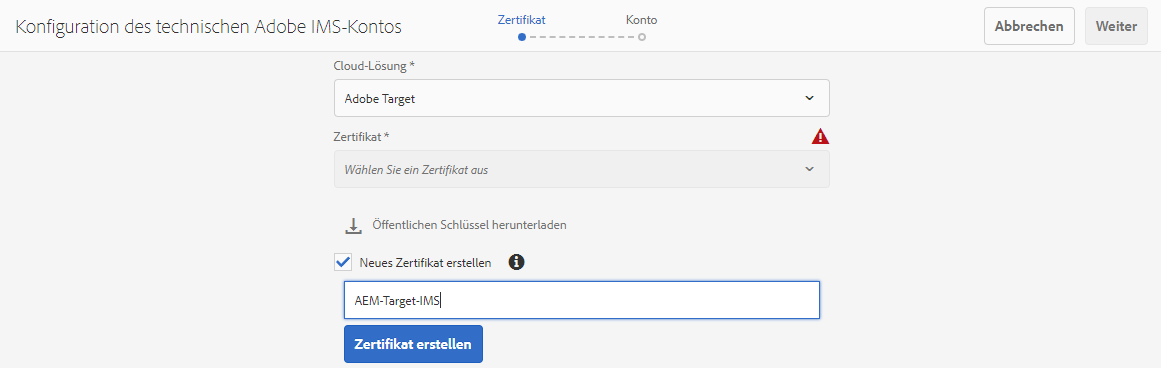 Konfiguration des technischen Adobe IMS-Kontos
Zertifikat
Konto
Abbrechen
Weiter
Cloud-Lösung *
Adobe Target
Zertifikat *
Wählen Sie ein Zertifikat aus
Öffentlichen Schlüssel herunterladen
Neues Zertifikat erstellen
AEM-Target-IMS
Zertifikat erstellen